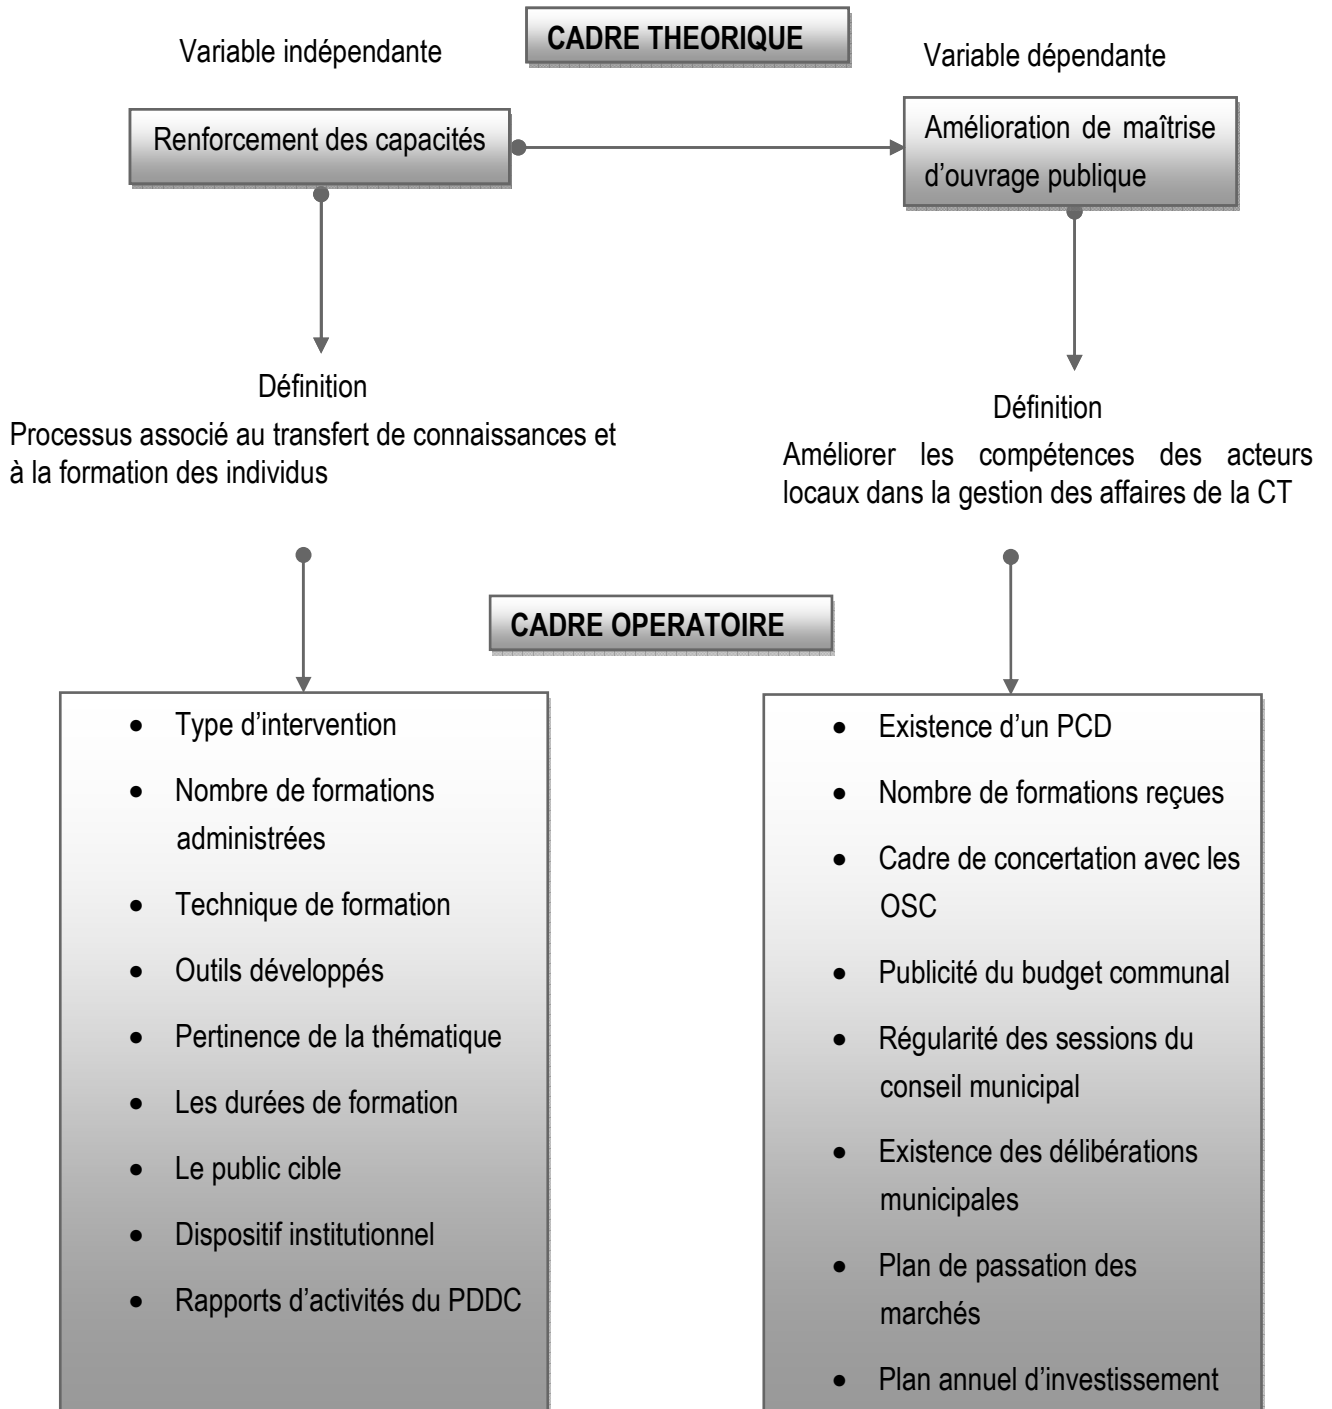 CADRE THEORIQUE
Variable indépendante
Variable dépendante
Renforcement des capacités
Amélioration de maîtrise
d’ouvrage publique
Définition
Processus associé au transfert de connaissances et
à la formation des individus
Définition
Améliorer les compétences des acteurs
locaux dans la gestion des affaires de la CT
CADRE OPERATOIRE
• Type d’intervention
• Nombre de formations
administrées
• Technique de formation
• Outils développés
• Pertinence de la thématique
• Les durées de formation
• Le public cible
• Dispositif institutionnel
• Rapports d’activités du PDDC
• Existence d’un PCD
• Nombre de formations reçues
• Cadre de concertation avec les
OSC
• Publicité du budget communal
• Régularité des sessions du
conseil municipal
• Existence des délibérations
municipales
• Plan de passation des
marchés
• Plan annuel d’investissement